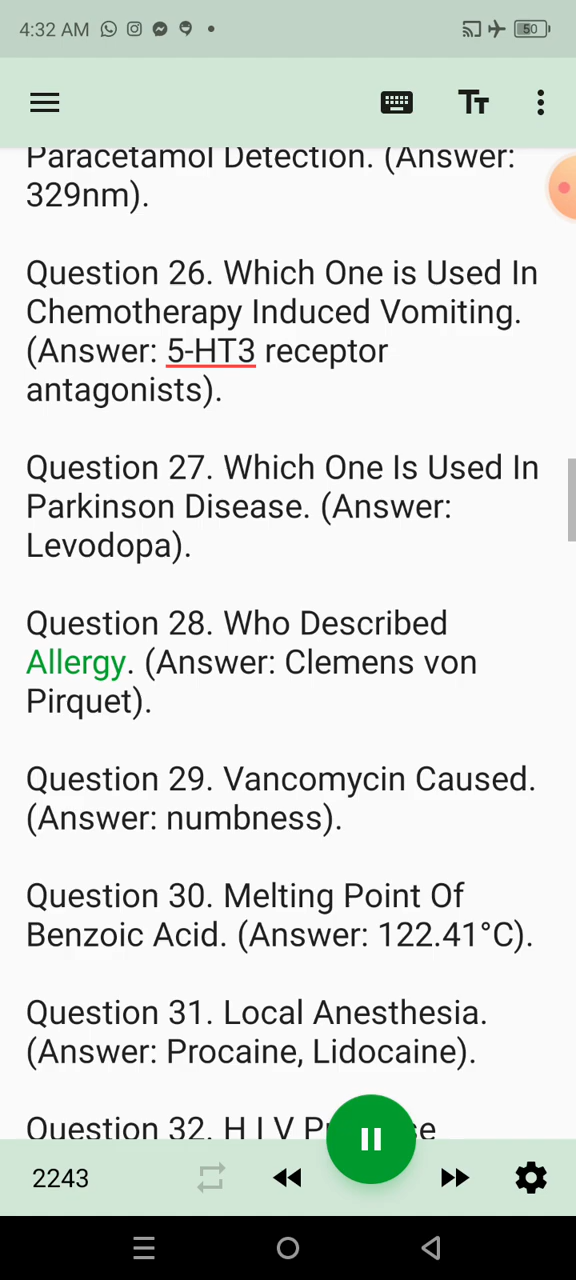 4:32 AM
50
Paracetamol Detection. (Answer:
329nm).
Question 26. Which One is Used In
Chemotherapy Induced Vomiting.
(Answer: 5-HT3 receptor
antagonists).
Question 27. Which One Is Used In
Parkinson Disease. (Answer:
Levodopa).
Question 28. Who Described
Allergy. (Answer: Clemens von
Pirquet).
Question 29. Vancomycin Caused.
(Answer: numbness).
Question 30. Melting Point Of
Benzoic Acid. (Answer: 122.41°C).
Question 31. Local Anesthesia.
(Answer: Procaine, Lidocaine).
Question 32. H I V
2243